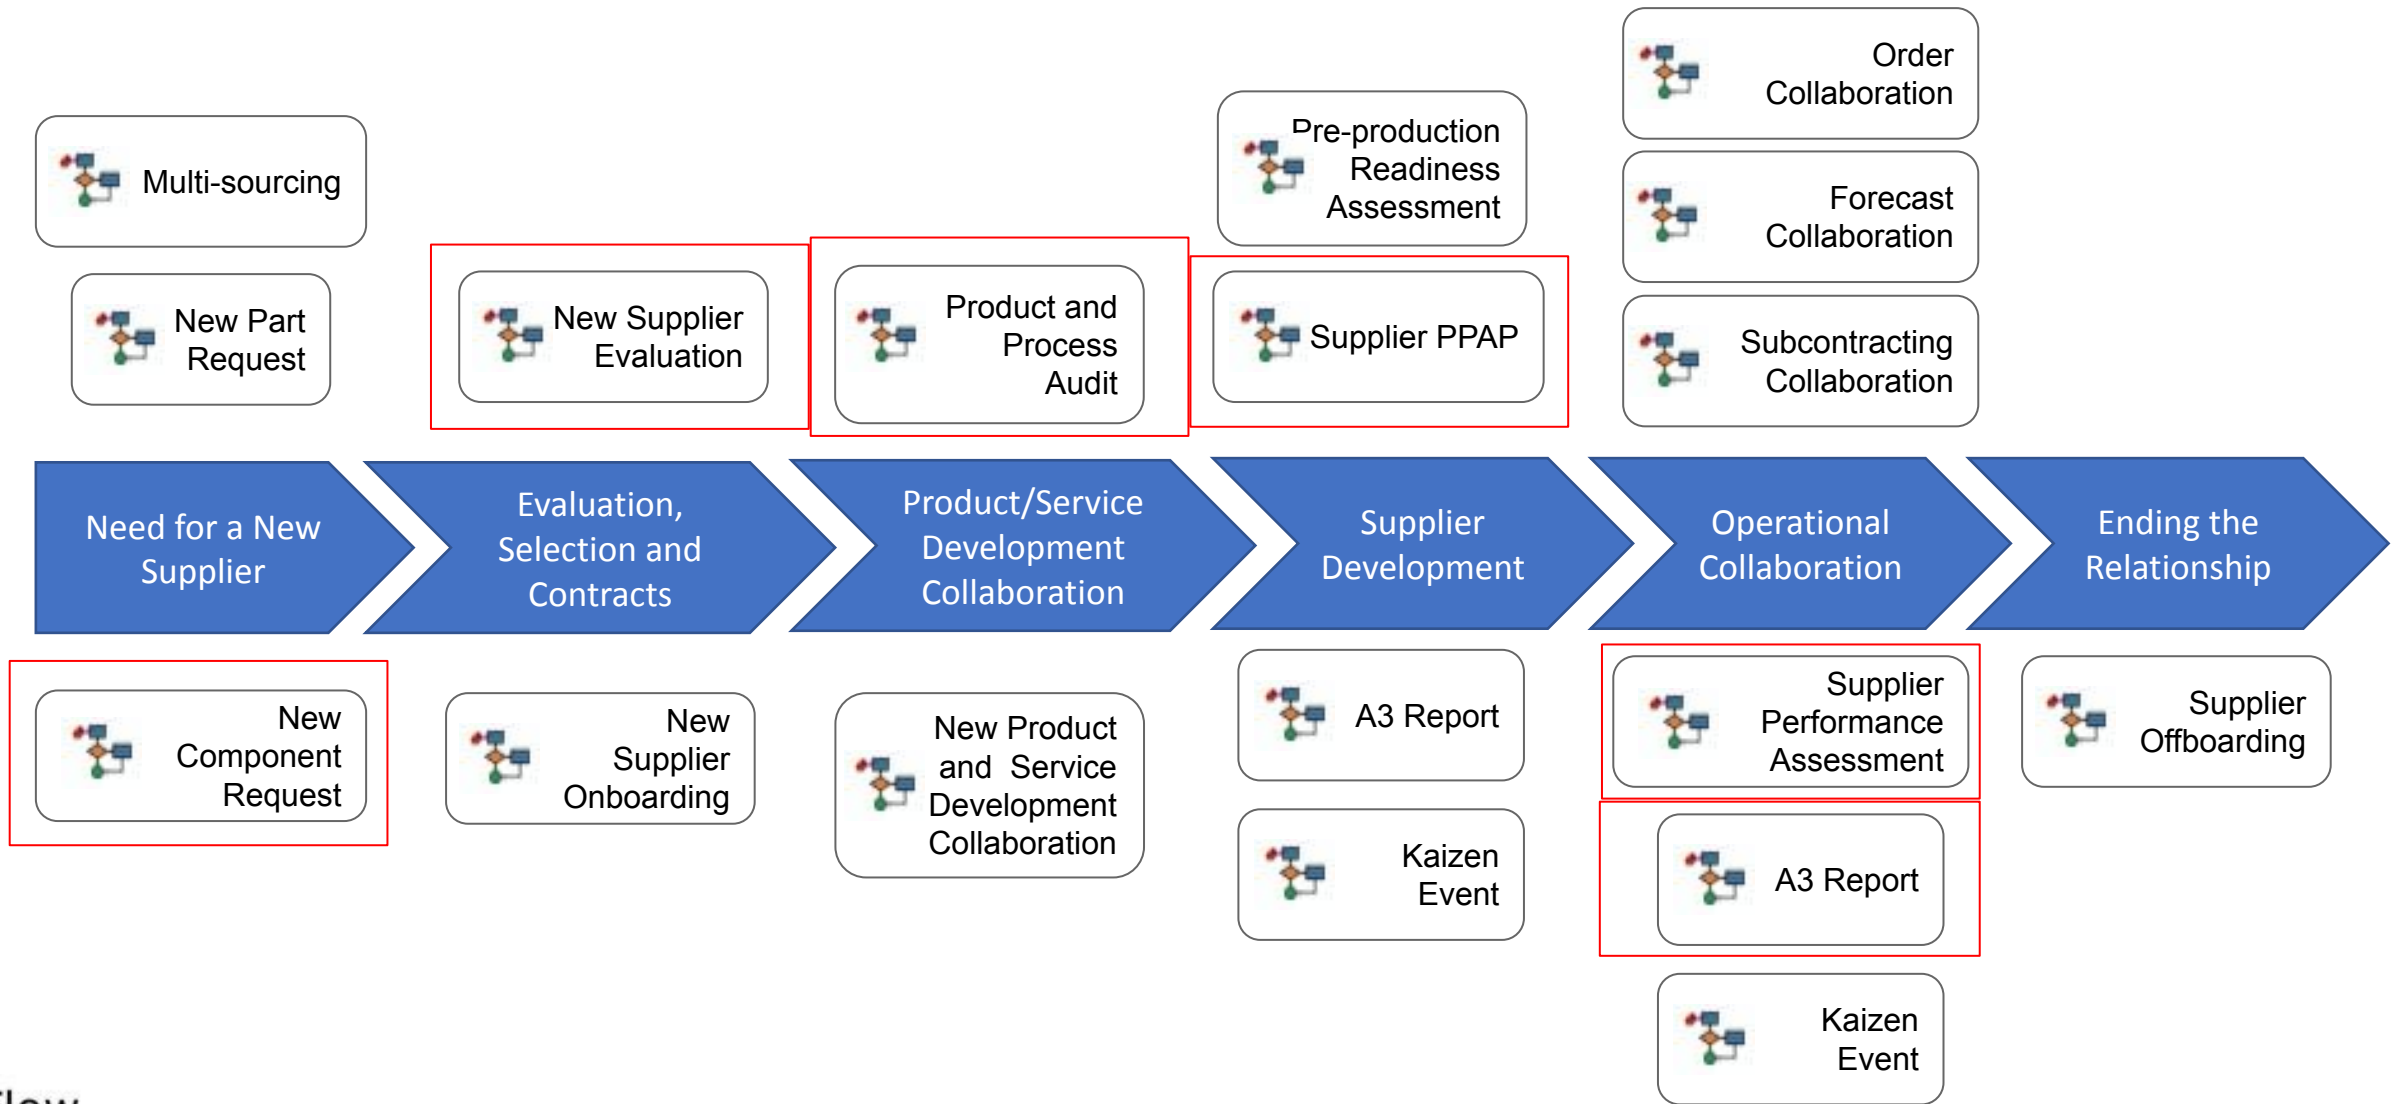 Multi-sourcing
New Part
Request
New Supplier
Evaluation
Product and
Process
Audit
Pre-production
Readiness
Assessment
Supplier PPAP
Order
Collaboration
Forecast
Collaboration
Subcontracting
Collaboration
Need for a New
Supplier
Evaluation,
Selection and
Contracts
Product/Service
Development
Collaboration
Supplier
Development
Operational
Collaboration
Ending the
Relationship
New
Component
Request
New
Supplier
Onboarding
New Product
and Service
Development
Collaboration
A3 Report
Kaizen
Event
Supplier
Performance
Assessment
A3 Report
Kaizen
Event
Supplier
Offboarding